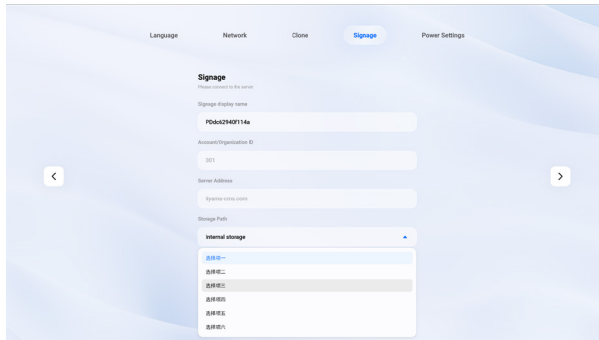 Language Network Clone Signage Power Settings
Signage
Please connect to the server
Signage display name
PDdc62940f114a
Account/Organization ID
001
Server Address
Storage Path
Internal storage
选择项一
选择项二
选择项三
选择项四
选择项五
选择项六